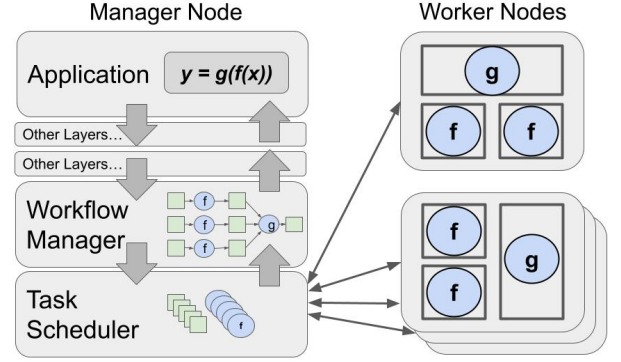 Manager Node
Worker Nodes
Application
y = g(f(x))
Other Layers…
Other Layers…
Workflow
Manager
f
f
g
f
Task
Scheduler
f
g
f
f
f
f
g